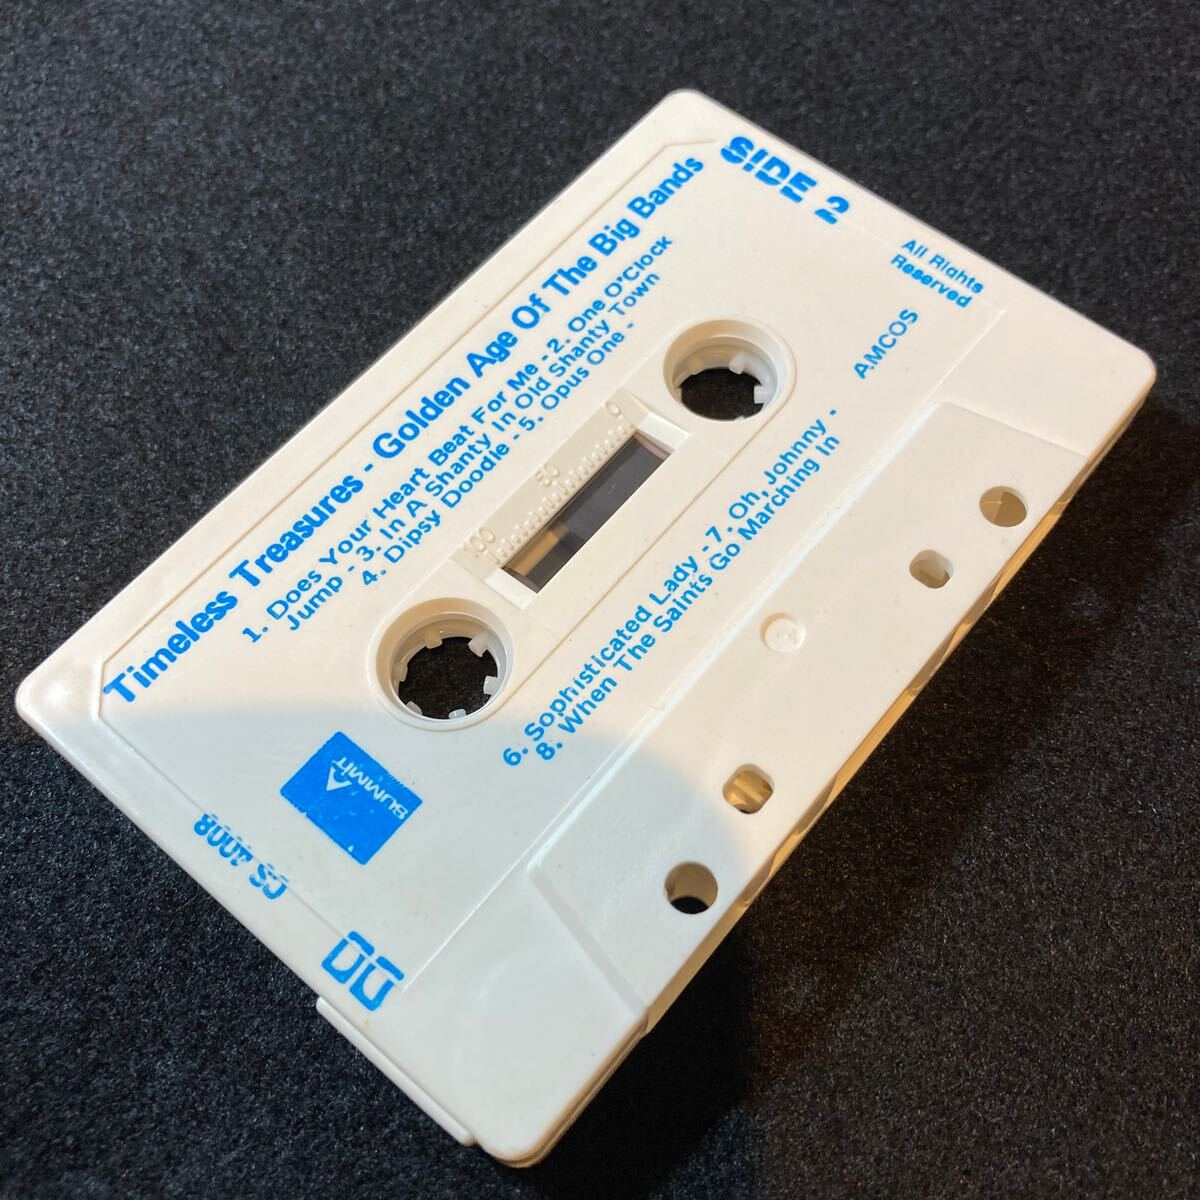 SIDE 2
Timeless Treasures - Golden Age Of The Big Bands
All Rights
Reserved
1. Does Your Heart Beat For Me - 2. One O'Clock
Jump - 3. In A Shanty In Old Shanty Town
4. Dipsy Doodle - 5. Opus One -
AMCOS
100 50 0
6. Sophisticated Lady - 7. Oh, Johnny -
8. When The Saints Go Marching In
SUMMIT
CS 4008